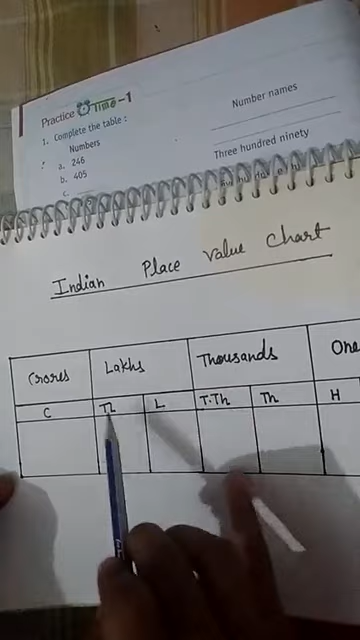 Practice Time -1
1. Complete the table :
Numbers
Number names
a. 246
b. 405
c.
Three hundred ninety
Indian Place Value Chart
Crores Lakhs Thousands One
C TL L T.Th Th H